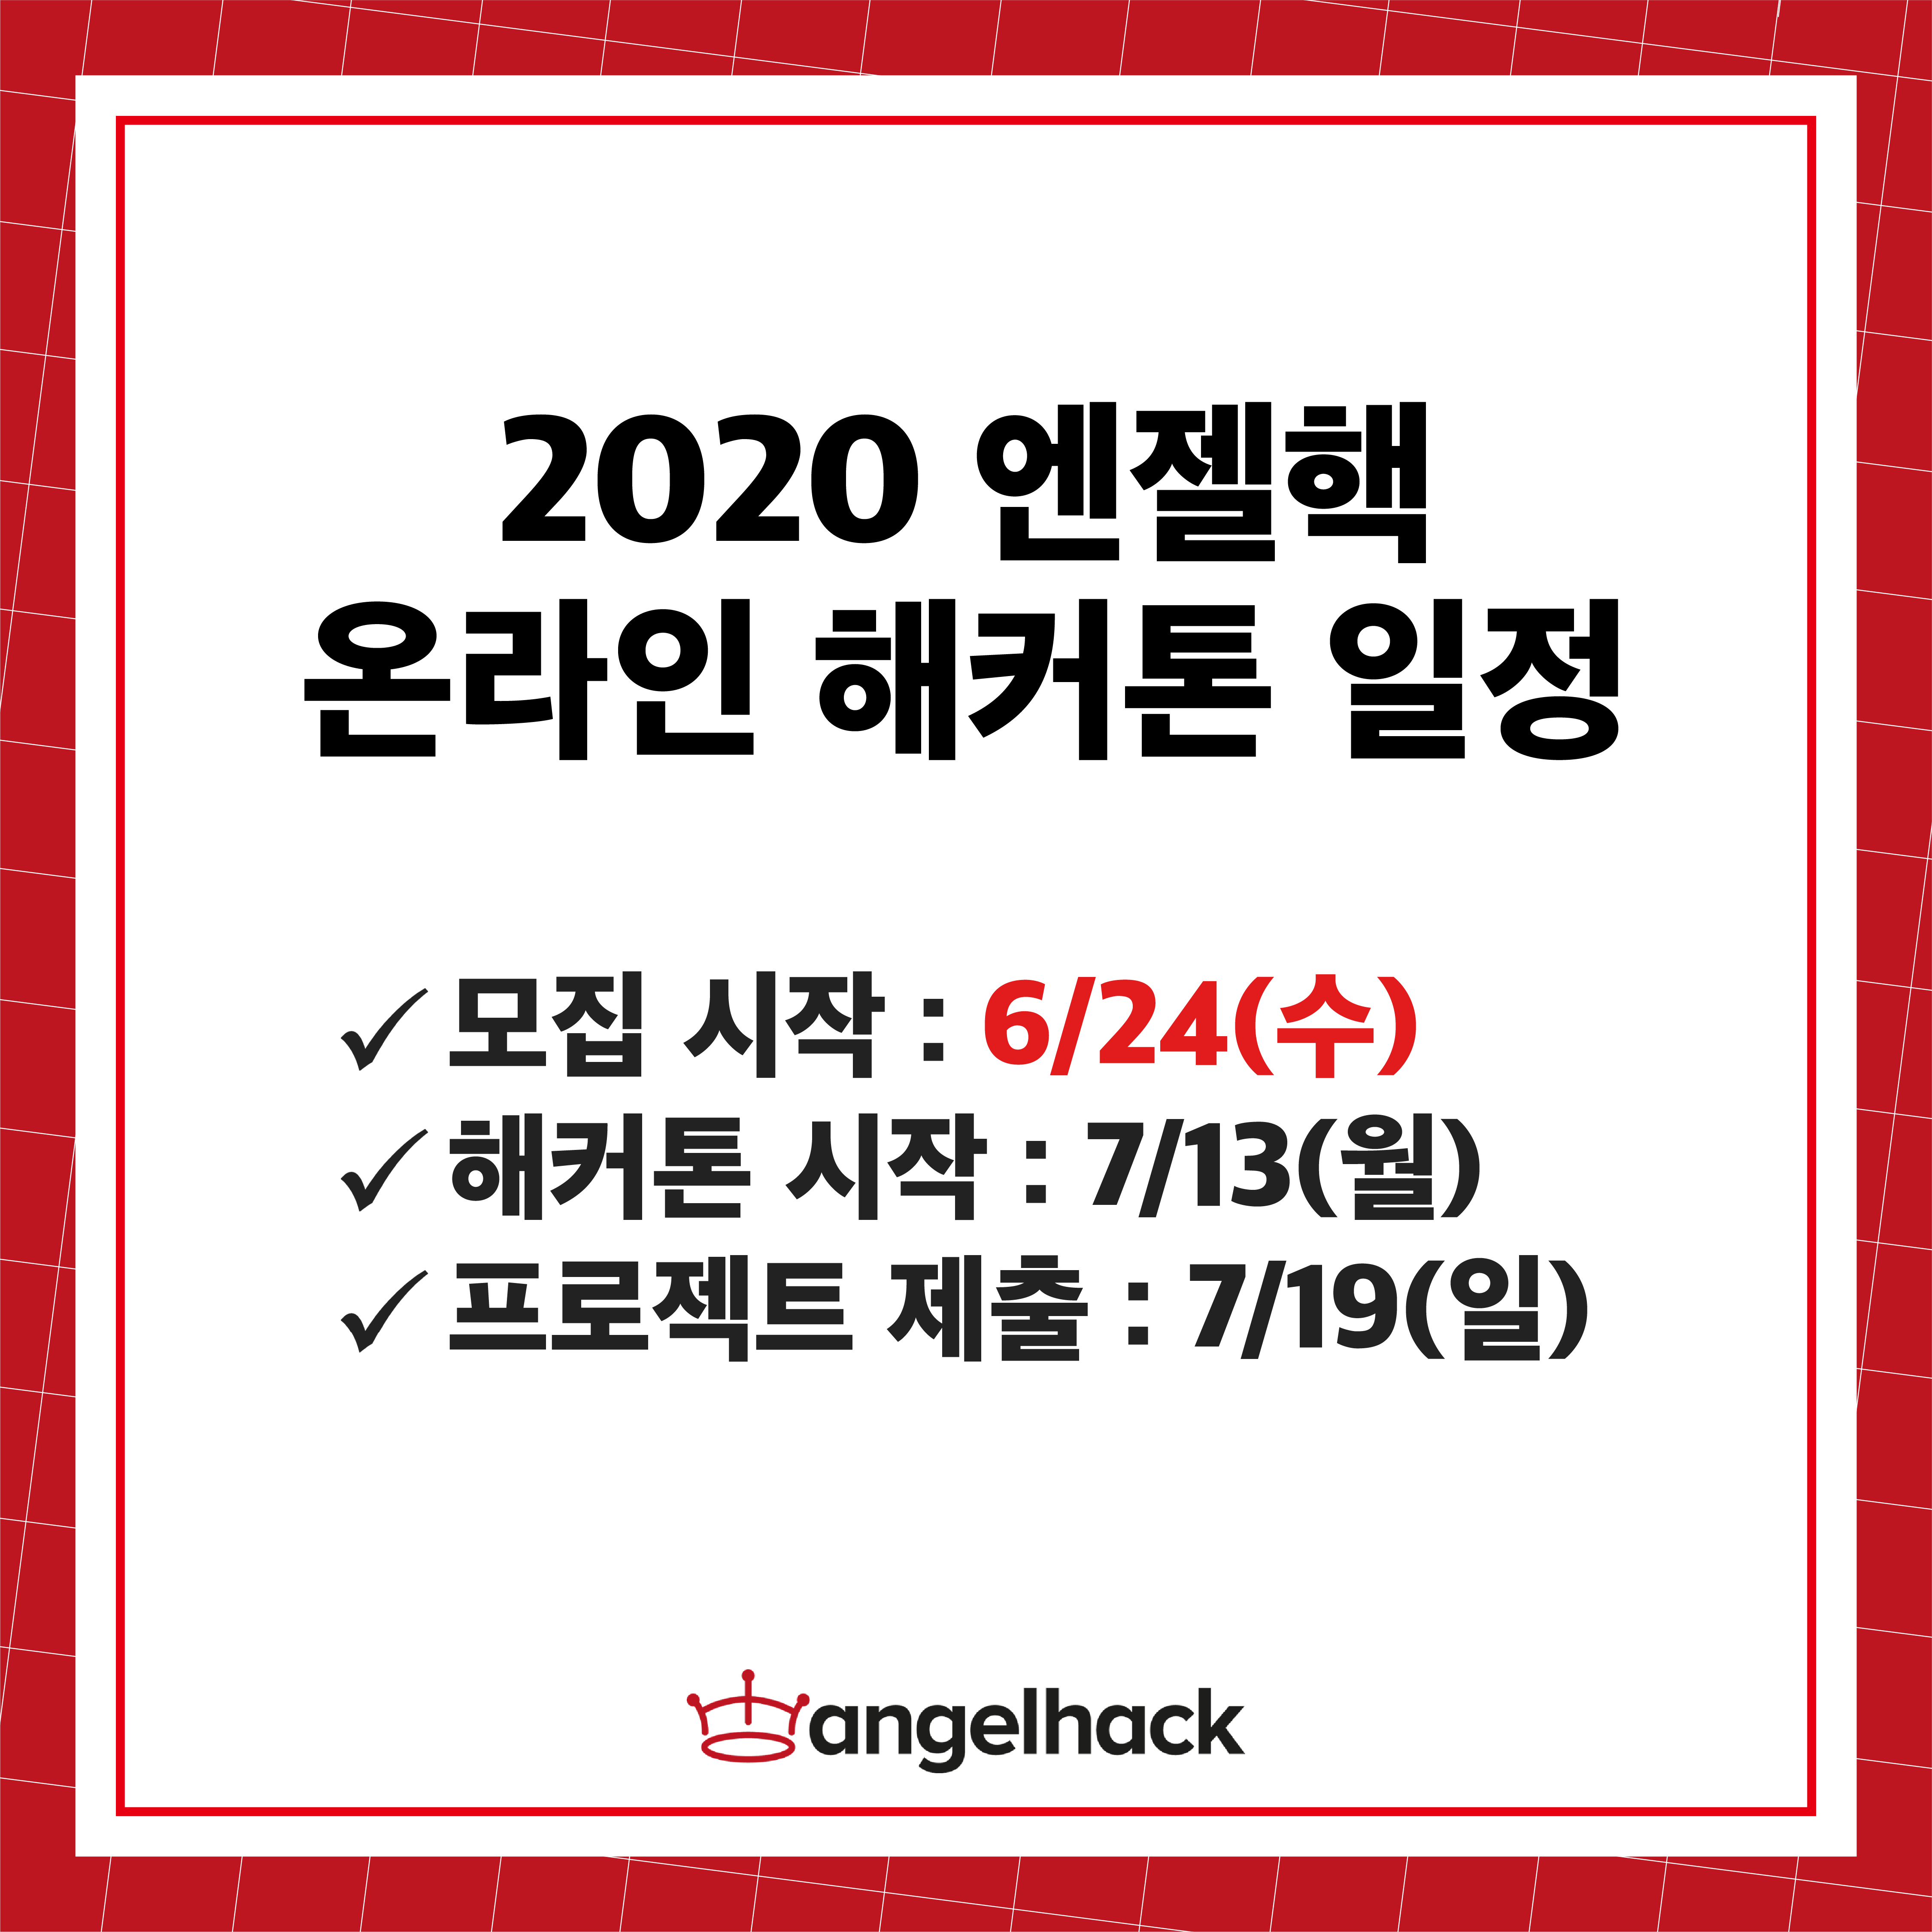 2020 엔젤핵
온라인 해커톤 일정
✓ 모집 시작 : 6/24(수)
✓ 해커톤 시작 : 7/13(월)
✓ 프로젝트 제출 : 7/19(일)
angelhack